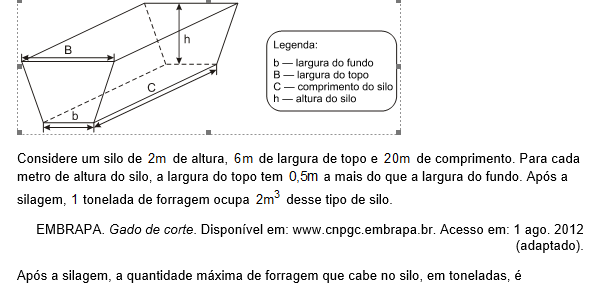 h
B
C
b
Legenda:
b — largura do fundo
B — largura do topo
C — comprimento do silo
h — altura do silo
Considere um silo de 2m de altura, 6m de largura de topo e 20m de comprimento. Para cada
metro de altura do silo, a largura do topo tem 0,5m a mais do que a largura do fundo. Após a
silagem, 1 tonelada de forragem ocupa 2m³ desse tipo de silo.
EMBRAPA. Gado de corte. Disponível em: www.cnpgc.embrapa.br. Acesso em: 1 ago. 2012
(adaptado).
Após a silagem, a quantidade máxima de forragem que cabe no silo, em toneladas, é